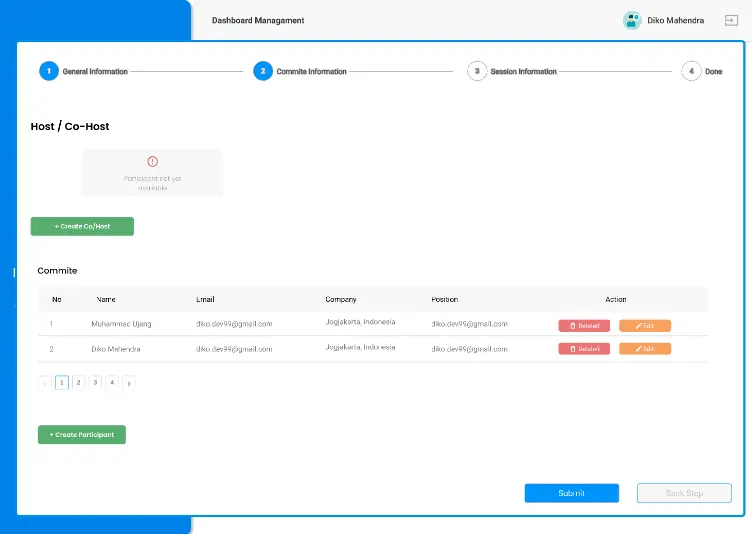 Dashboard Managament
Diko Mahendra
1 General Information
2 Commite Information
3 Session Information
4 Done
Host / Co-Host
Participant not yet
available
+ Create Co/Host
Commite
No Name Email Company Position Action
1 Muhammad Ujang diko.dev99@gmail.com Jogjakarta, Indonesia diko.dev99@gmail.com Deleted Edit
2 Diko Mahendra diko.dev99@gmail.com Jogjakarta, Indonesia diko.dev99@gmail.com Deleted Edit
‹ 1 2 3 4 ›
+ Create Participant
Submit Back Step